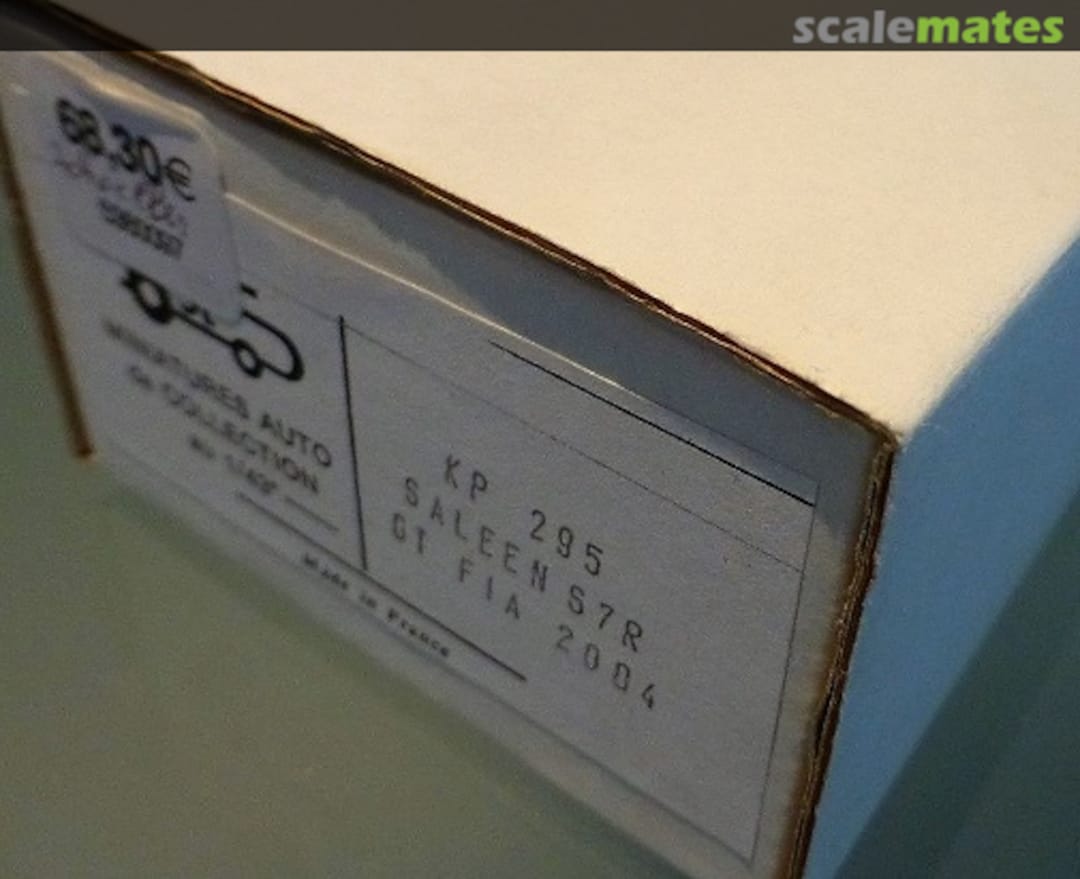 scalemates
68.30€
MINIATURES AUTO
de COLLECTION
au 1/43°
Made in France
KP 295
SALEEN S7R
GT FIA 2004